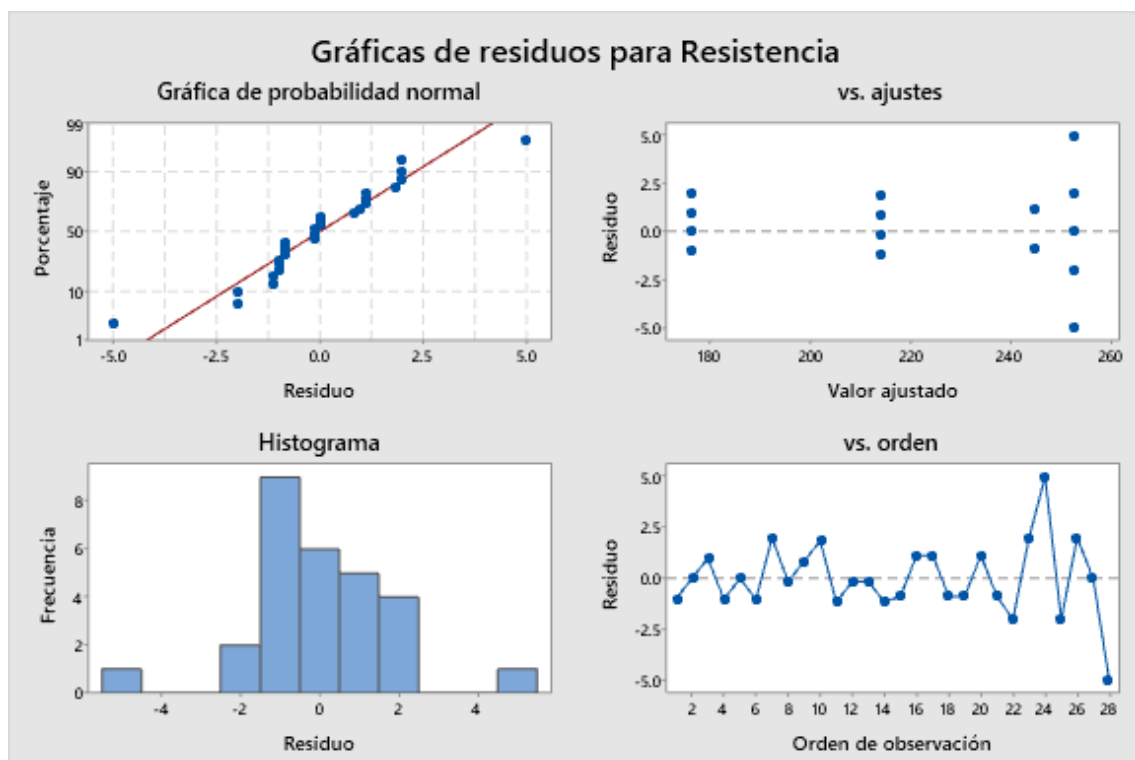 Gráficas de residuos para Resistencia
Gráfica de probabilidad normal
99
90
50
10
1
Porcentaje
-5.0 -2.5 0.0 2.5 5.0
Residuo
vs. ajustes
5.0
2.5
0.0
-2.5
-5.0
Residuo
180 200 220 240 260
Valor ajustado
Histograma
8
6
4
2
0
Frecuencia
-4 -2 0 2 4
Residuo
vs. orden
5.0
2.5
0.0
-2.5
-5.0
Residuo
2 4 6 8 10 12 14 16 18 20 22 24 26 28
Orden de observación